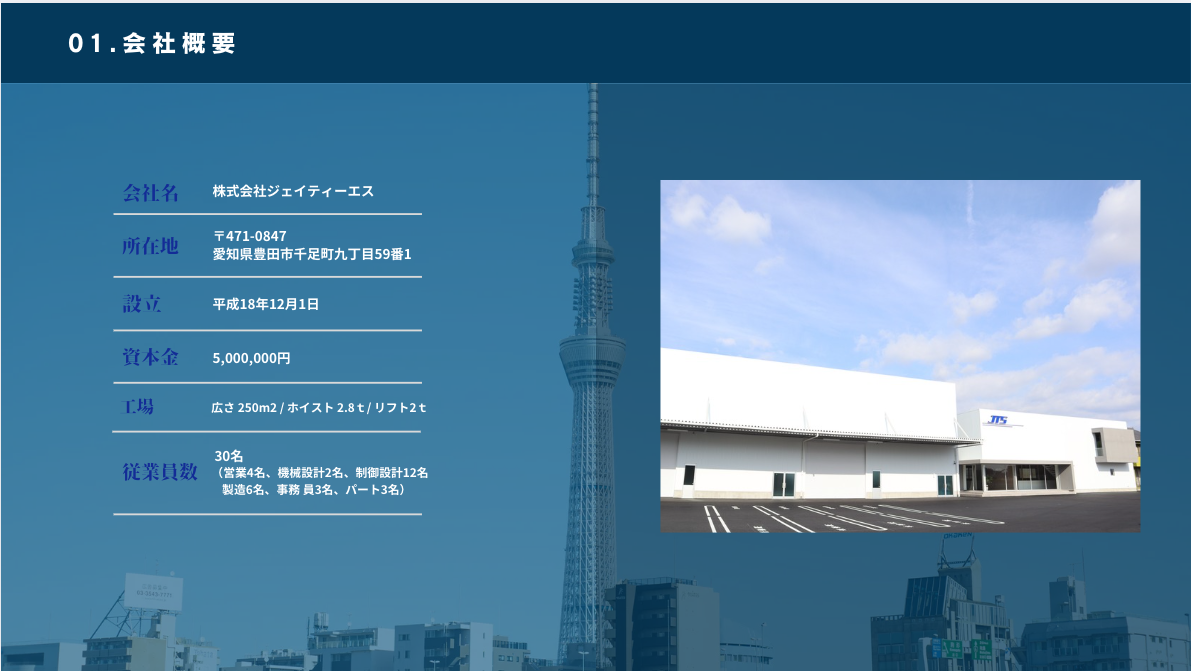 01.会社概要
会社名 株式会社ジェイティーエス
所在地 〒471-0847
愛知県豊田市千足町九丁目59番1
設立 平成18年12月1日
資本金 5,000,000円
工場 広さ 250m2 / ホイスト 2.8ｔ/ リフト2ｔ
従業員数 30名
（営業4名、機械設計2名、制御設計12名
製造6名、事務 員3名、パート3名）
JTS